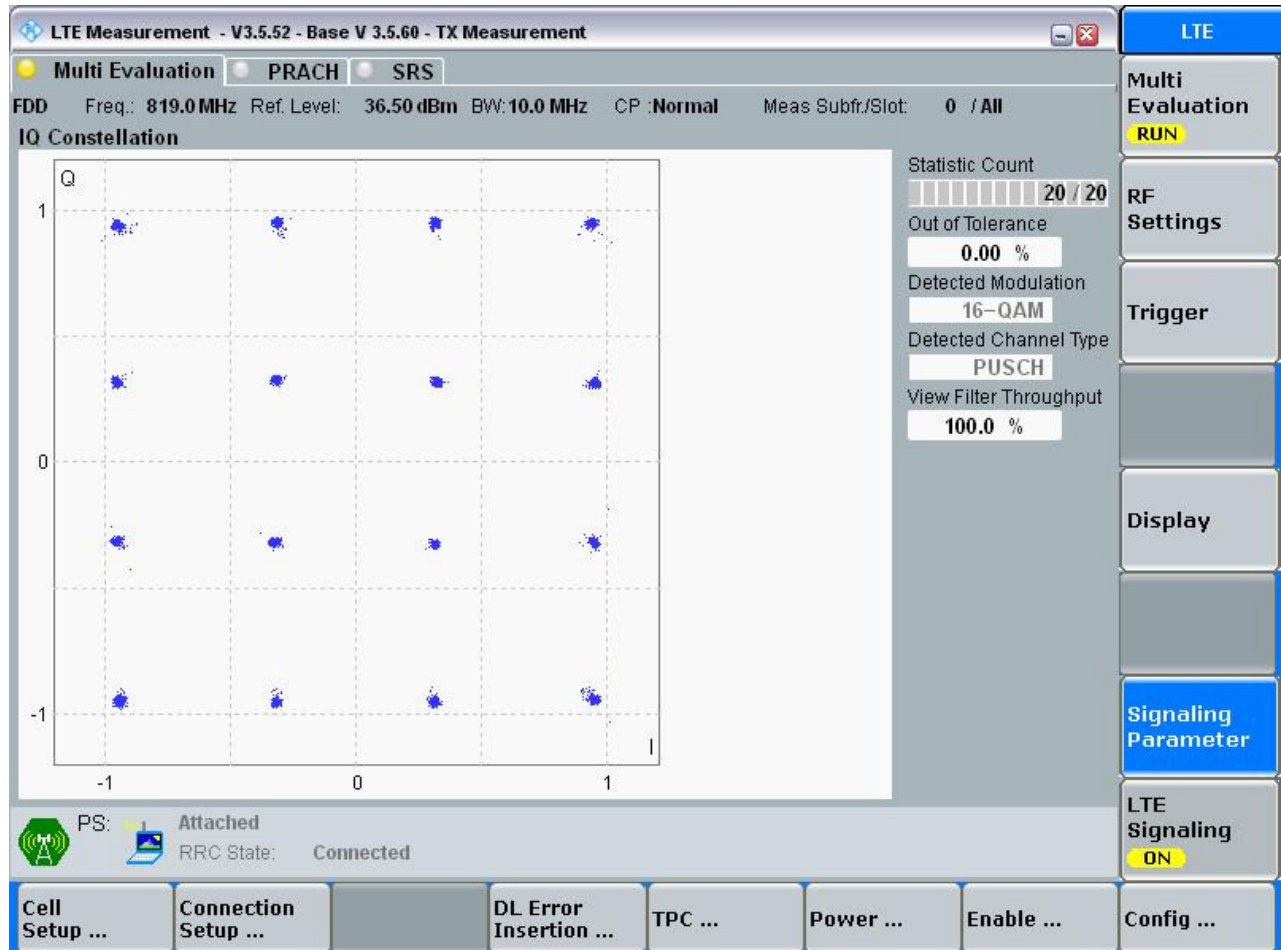 LTE Measurement - V3.5.52 - Base V 3.5.60 - TX Measurement
LTE
Multi Evaluation PRACH SRS
FDD Freq.: 819.0 MHz Ref. Level: 36.50 dBm BW: 10.0 MHz CP :Normal Meas Subfr./Slot: 0 / All
IQ Constellation
Q
1
0
-1
I
-1 0 1
Statistic Count
20 / 20
Out of Tolerance
0.00 %
Detected Modulation
16-QAM
Detected Channel Type
PUSCH
View Filter Throughput
100.0 %
Multi
Evaluation
RUN
RF
Settings
Trigger
Display
Signaling
Parameter
LTE
Signaling
ON
PS: Attached
RRC State: Connected
Cell
Setup ...
Connection
Setup ...
DL Error
Insertion ...
TPC ...
Power ...
Enable ...
Config ...